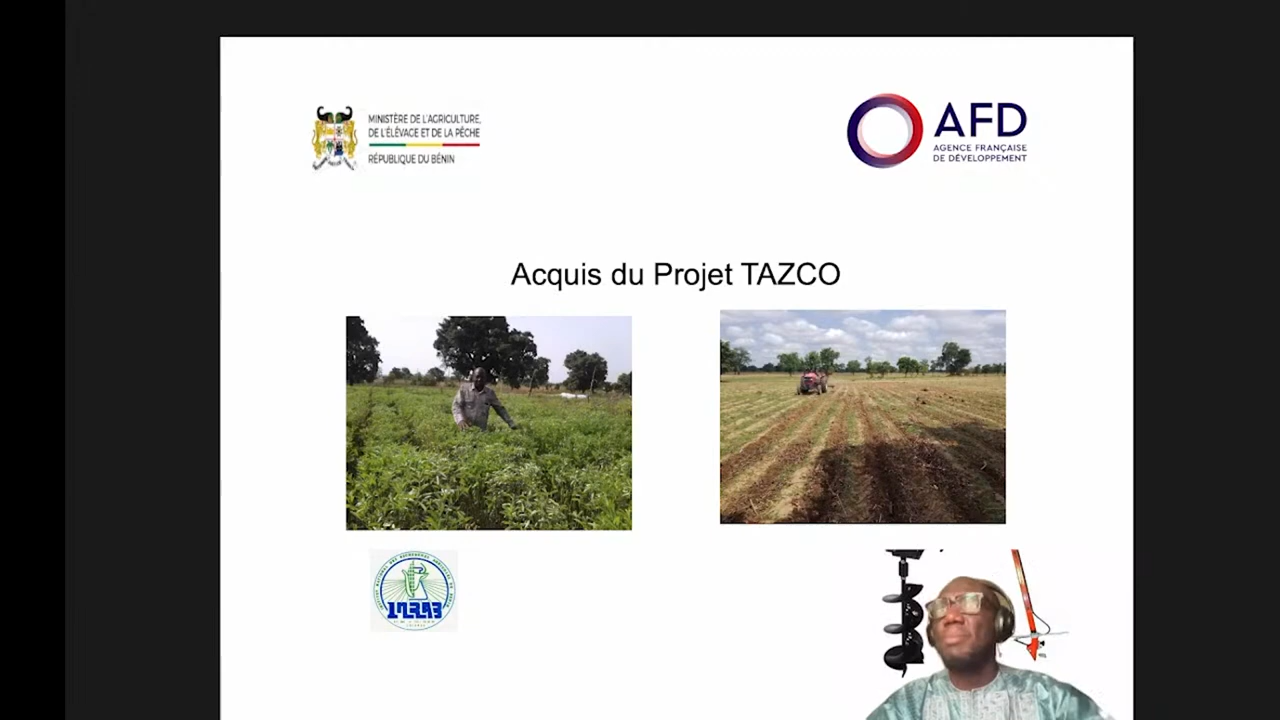 MINISTÈRE DE L'AGRICULTURE,
DE L'ÉLÉVAGE ET DE LA PÊCHE
RÉPUBLIQUE DU BÉNIN
AFD
AGENCE FRANÇAISE
DE DÉVELOPPEMENT
Acquis du Projet TAZCO